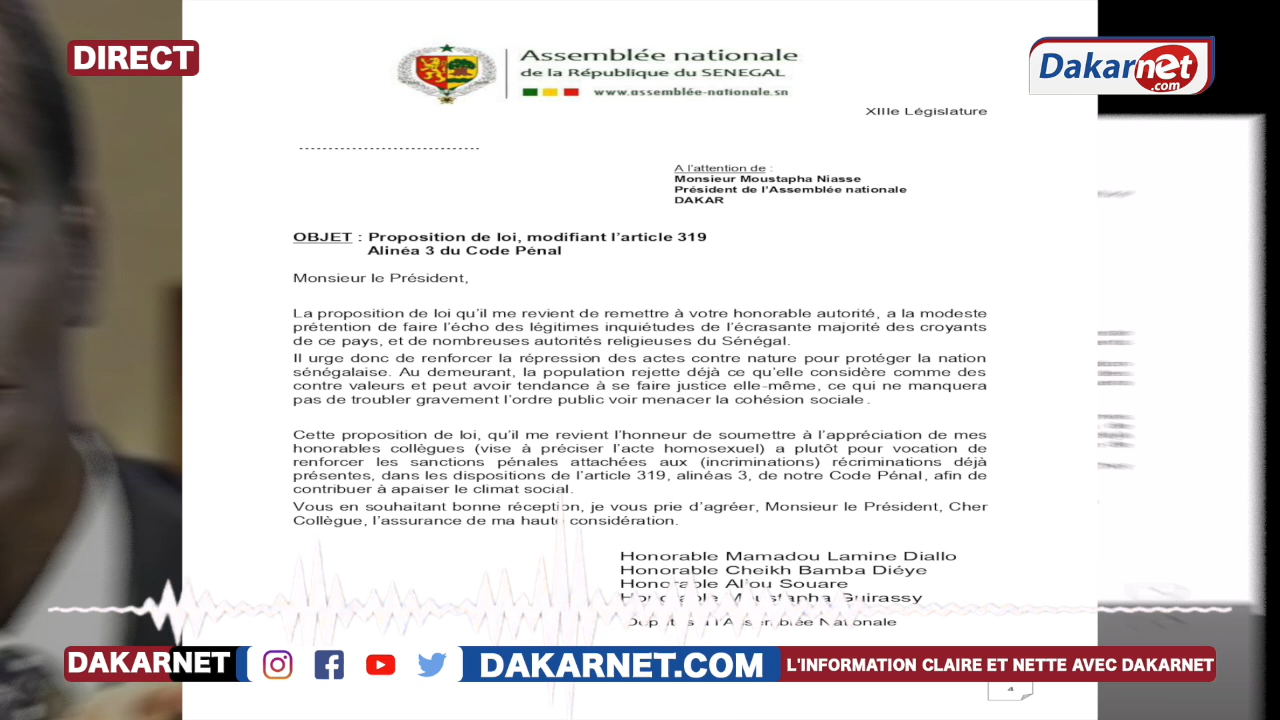 DIRECT
Assemblée nationale
de la République du SENEGAL
www.assemblée-nationale.sn
Dakarnet
.com
XIIIe Législature
-------------------------------
A l'attention de :
Monsieur Moustapha Niasse
Président de l'Assemblée nationale
DAKAR
OBJET : Proposition de loi, modifiant l'article 319
Alinéa 3 du Code Pénal
Monsieur le Président,
La proposition de loi qu'il me revient de remettre à votre honorable autorité, a la modeste
prétention de faire l'écho des légitimes inquiétudes de l'écrasante majorité des croyants
de ce pays, et de nombreuses autorités religieuses du Sénégal.
Il urge donc de renforcer la répression des actes contre nature pour protéger la nation
sénégalaise. Au demeurant, la population rejette déjà ce qu'elle considère comme des
contre valeurs et peut avoir tendance à se faire justice elle-même, ce qui ne manquera
pas de troubler gravement l'ordre public voir menacer la cohésion sociale.
Cette proposition de loi, qu'il me revient l'honneur de soumettre à l'appréciation de mes
honorables collègues (vise à préciser l'acte homosexuel) a plutôt pour vocation de
renforcer les sanctions pénales attachées aux (incriminations) récriminations déjà
présentes, dans les dispositions de l'article 319, alinéas 3, de notre Code Pénal, afin de
contribuer à apaiser le climat social.
Vous en souhaitant bonne réception, je vous prie d'agréer, Monsieur le Président, Cher
Collègue, l'assurance de ma haute considération.
Honorable Mamadou Lamine Diallo
Honorable Cheikh Bamba Diéye
Honorable Aliou Souare
Honorable Moustapha Guirassy
Députés à l'Assemblée Nationale
DAKARNET
DAKARNET.COM
L'INFORMATION CLAIRE ET NETTE AVEC DAKARNET
4